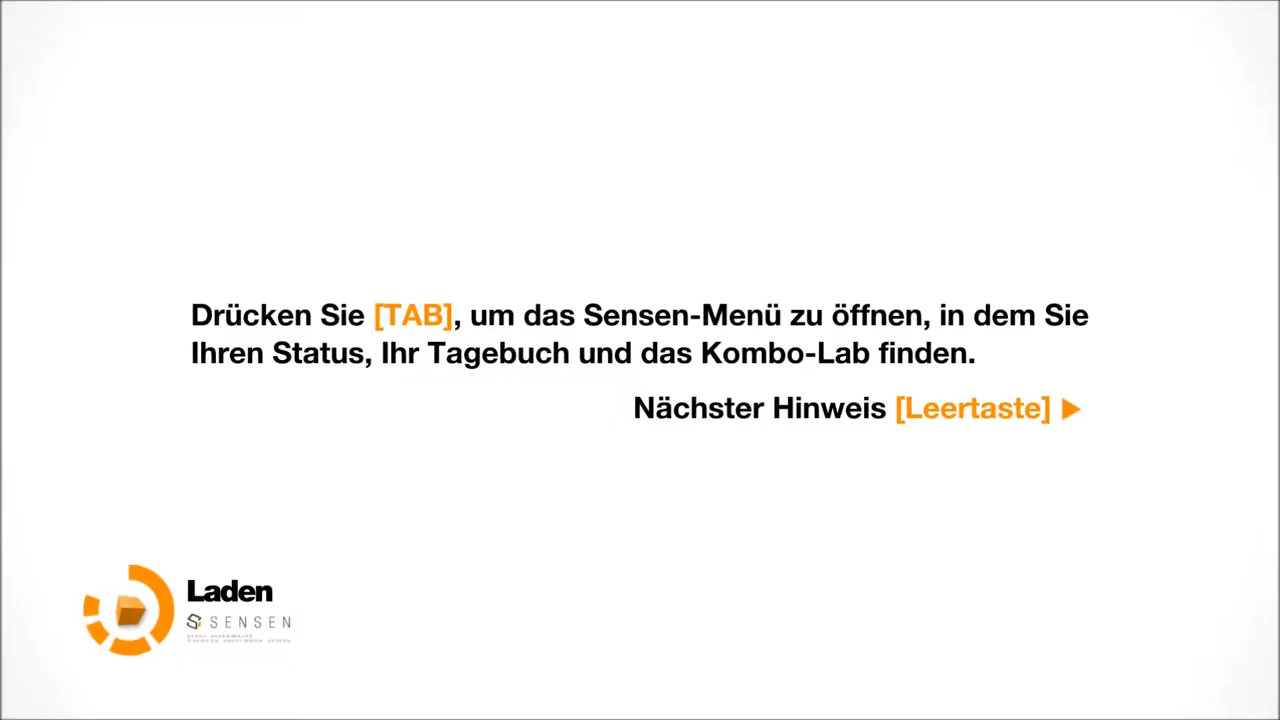 Drücken Sie [TAB], um das Sensen-Menü zu öffnen, in dem Sie
Ihren Status, Ihr Tagebuch und das Kombo-Lab finden.
Nächster Hinweis [Leertaste]
Laden
SENSEN